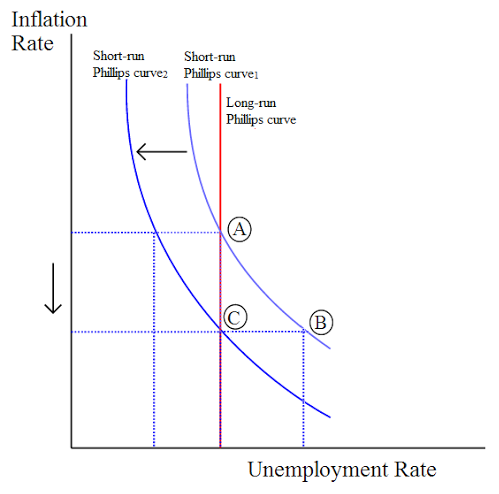 Inflation
Rate
Short-run
Phillips curve2
Short-run
Phillips curve1
Long-run
Phillips curve
A
C
B
Unemployment Rate